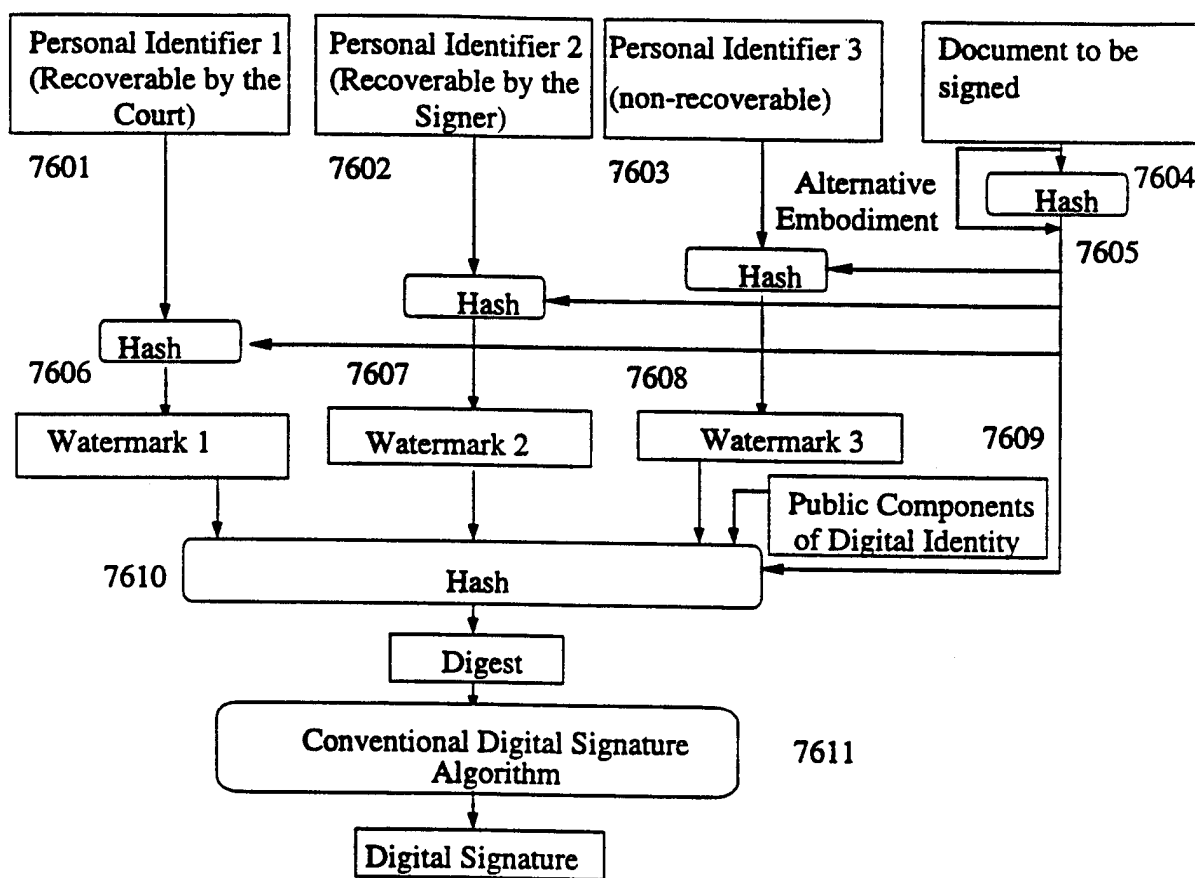 Personal Identifier 1
(Recoverable by the
Court)
Personal Identifier 2
(Recoverable by the
Signer)
Personal Identifier 3
(non-recoverable)
Document to be
signed
7601
7602
7603
Alternative
Embodiment
Hash
7604
7605
Hash
Hash
Hash
7606
7607
7608
Watermark 1
Watermark 2
Watermark 3
7609
Public Components
of Digital Identity
7610
Hash
Digest
Conventional Digital Signature
Algorithm
7611
Digital Signature